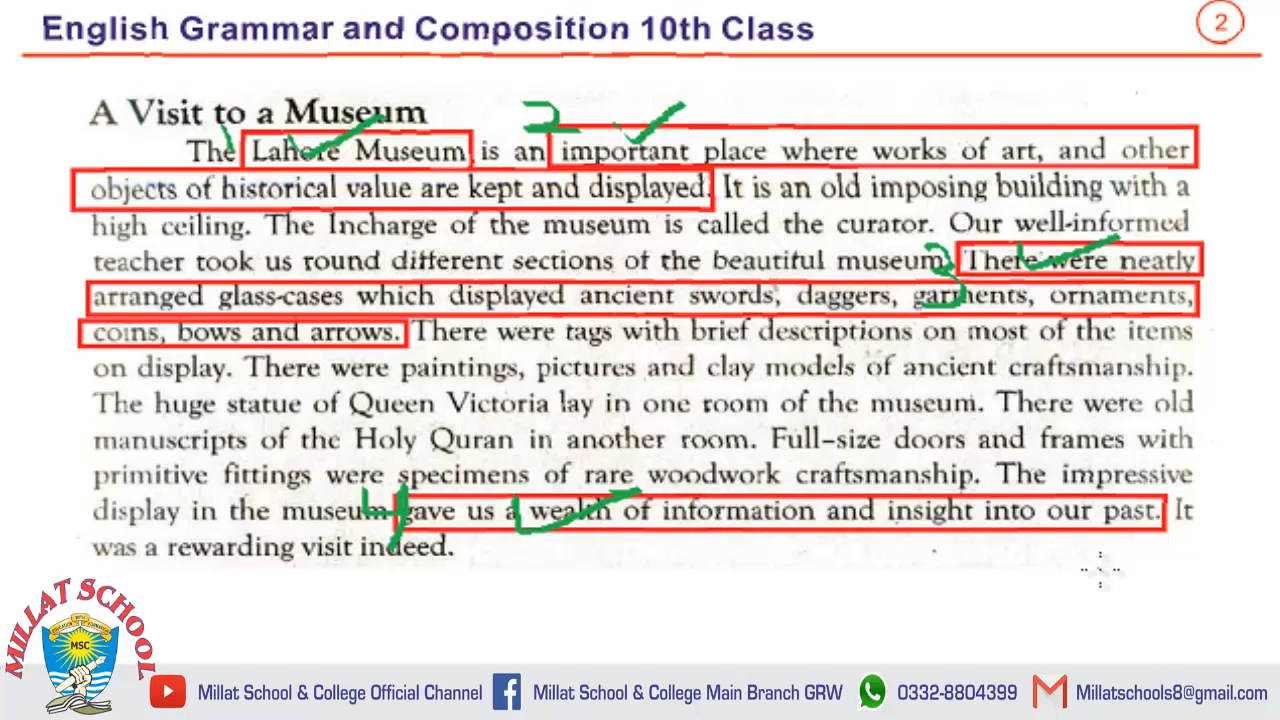 English Grammar and Composition 10th Class
2
A Visit to a Museum
2
1
The Lahore Museum is an important place where works of art, and other
objects of historical value are kept and displayed. It is an old imposing building with a
high ceiling. The Incharge of the museum is called the curator. Our well-informed
teacher took us round different sections of the beautiful museum. There were neatly
3
arranged glass-cases which displayed ancient swords, daggers, garments, ornaments,
coins, bows and arrows. There were tags with brief descriptions on most of the items
on display. There were paintings, pictures and clay models of ancient craftsmanship.
The huge statue of Queen Victoria lay in one room of the museum. There were old
manuscripts of the Holy Quran in another room. Full-size doors and frames with
primitive fittings were specimens of rare woodwork craftsmanship. The impressive
display in the museum gave us a wealth of information and insight into our past. It
4
was a rewarding visit indeed.
MILLAT SCHOOL
MSC
Millat School & College Official Channel
Millat School & College Main Branch GRW
0332-8804399
Millatschools8@gmail.com